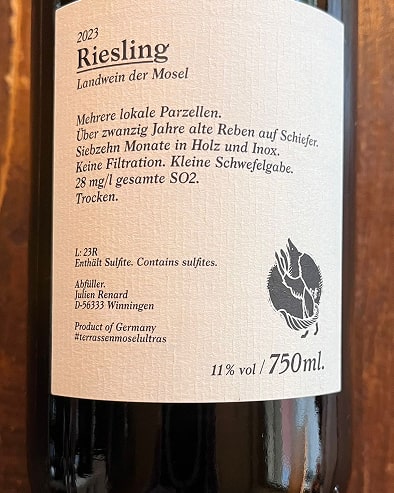 2023
Riesling
Landwein der Mosel
Mehrere lokale Parzellen.
Über zwanzig Jahre alte Reben auf Schiefer.
Siebzehn Monate in Holz und Inox.
Keine Filtration. Kleine Schwefelgabe.
28 mg/l gesamte SO2.
Trocken.
L: 23R
Enthält Sulfite. Contains sulfites.
Abfüller.
Julien Renard
D-56333 Winningen
Product of Germany
#terrassenmoselultras
11% vol / 750ml.